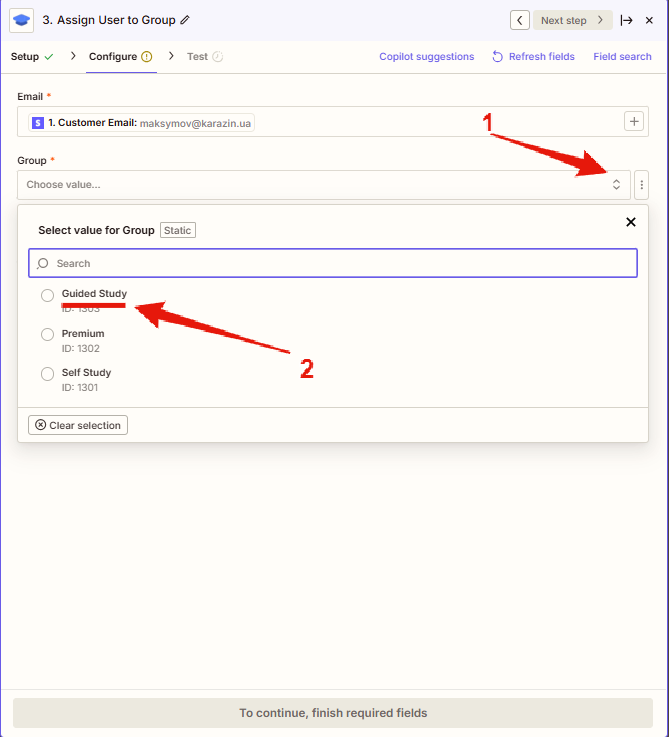 3. Assign User to Group
Next step
Setup
Configure
Test
Copilot suggestions
Refresh fields
Field search
Email *
$ 1. Customer Email: maksymov@karazin.ua
1
Group *
Choose value...
Select value for Group Static
Search
Guided Study
ID: 1303
2
Premium
ID: 1302
Self Study
ID: 1301
Clear selection
To continue, finish required fields